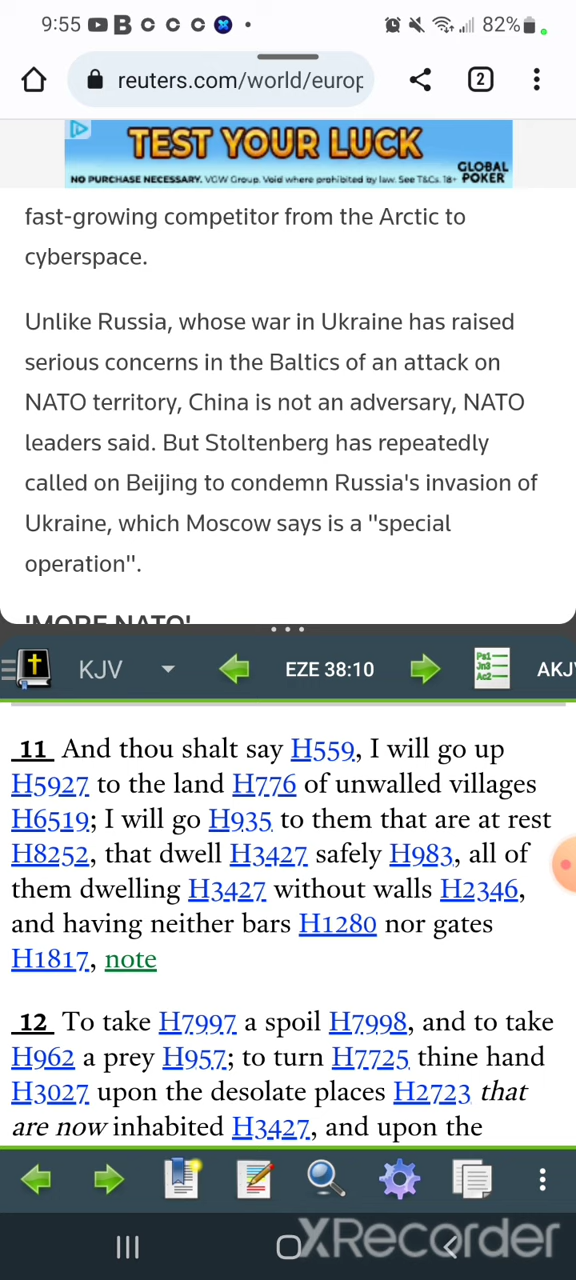 9:55 B C C C • 82%
reuters.com/world/europ 2
TEST YOUR LUCK
NO PURCHASE NECESSARY. VGW Group. Void where prohibited by law. See T&Cs. 18+
GLOBAL
POKER
fast-growing competitor from the Arctic to
cyberspace.
Unlike Russia, whose war in Ukraine has raised
serious concerns in the Baltics of an attack on
NATO territory, China is not an adversary, NATO
leaders said. But Stoltenberg has repeatedly
called on Beijing to condemn Russia's invasion of
Ukraine, which Moscow says is a "special
operation".
'MORE NATO'
KJV EZE 38:10 AKJV
Ps1
Jn3
Ac2
11 And thou shalt say H559, I will go up
H5927 to the land H776 of unwalled villages
H6519; I will go H935 to them that are at rest
H8252, that dwell H3427 safely H983, all of
them dwelling H3427 without walls H2346,
and having neither bars H1280 nor gates
H1817, note
12 To take H7997 a spoil H7998, and to take
H962 a prey H957; to turn H7725 thine hand
H3027 upon the desolate places H2723 that
are now inhabited H3427, and upon the
XRecorder